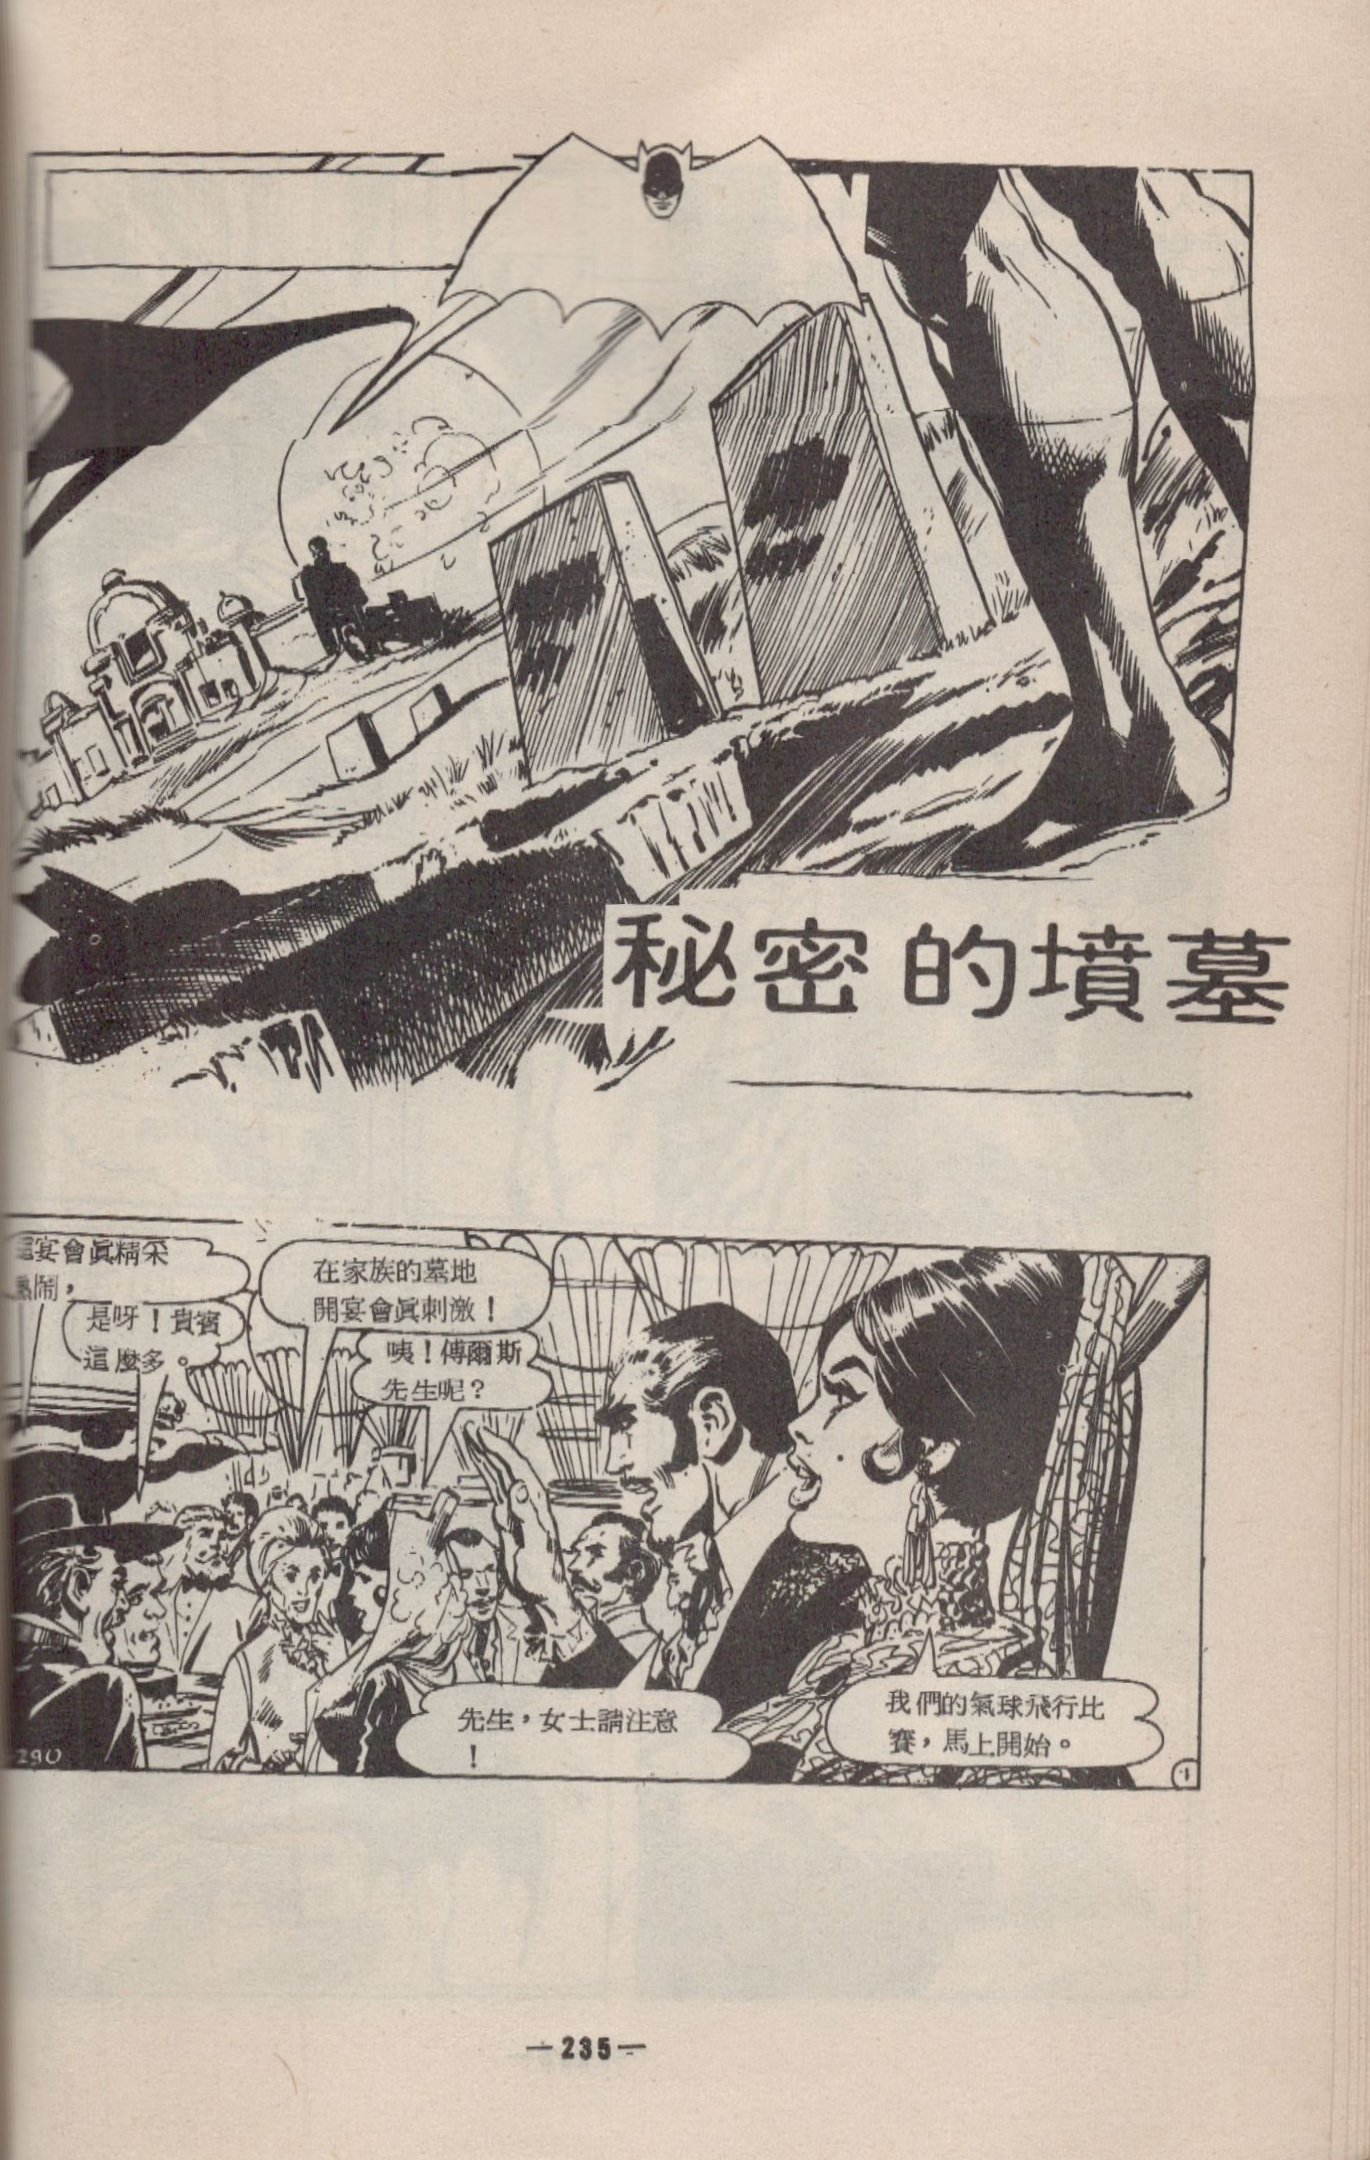 秘密的墳墓
宴會眞精采
鬧，
是呀！貴賓
這麼多。
在家族的墓地
開宴會眞刺激！
咦！傅爾斯
先生呢？
先生，女士請注意
！
我們的氣球飛行比
賽，馬上開始。
290
1
—235—